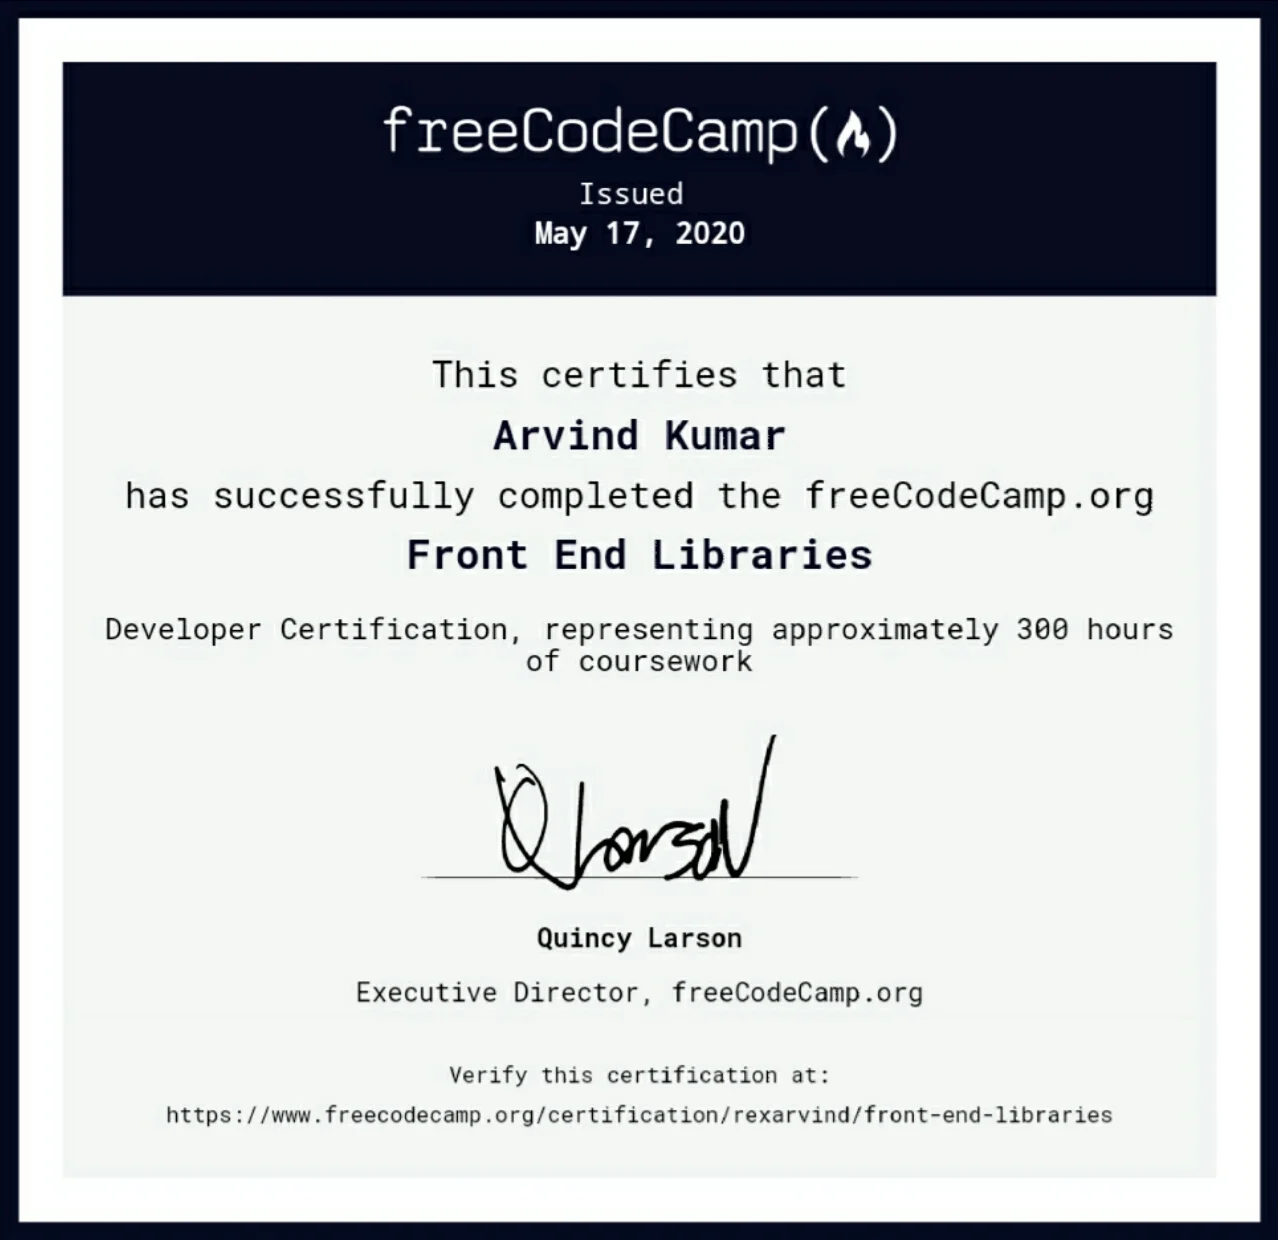 freeCodeCamp(🔥)
Issued
May 17, 2020
This certifies that
Arvind Kumar
has successfully completed the freeCodeCamp.org
Front End Libraries
Developer Certification, representing approximately 300 hours
of coursework
Q Larson
Quincy Larson
Executive Director, freeCodeCamp.org
Verify this certification at:
https://www.freecodecamp.org/certification/rexarvind/front-end-libraries